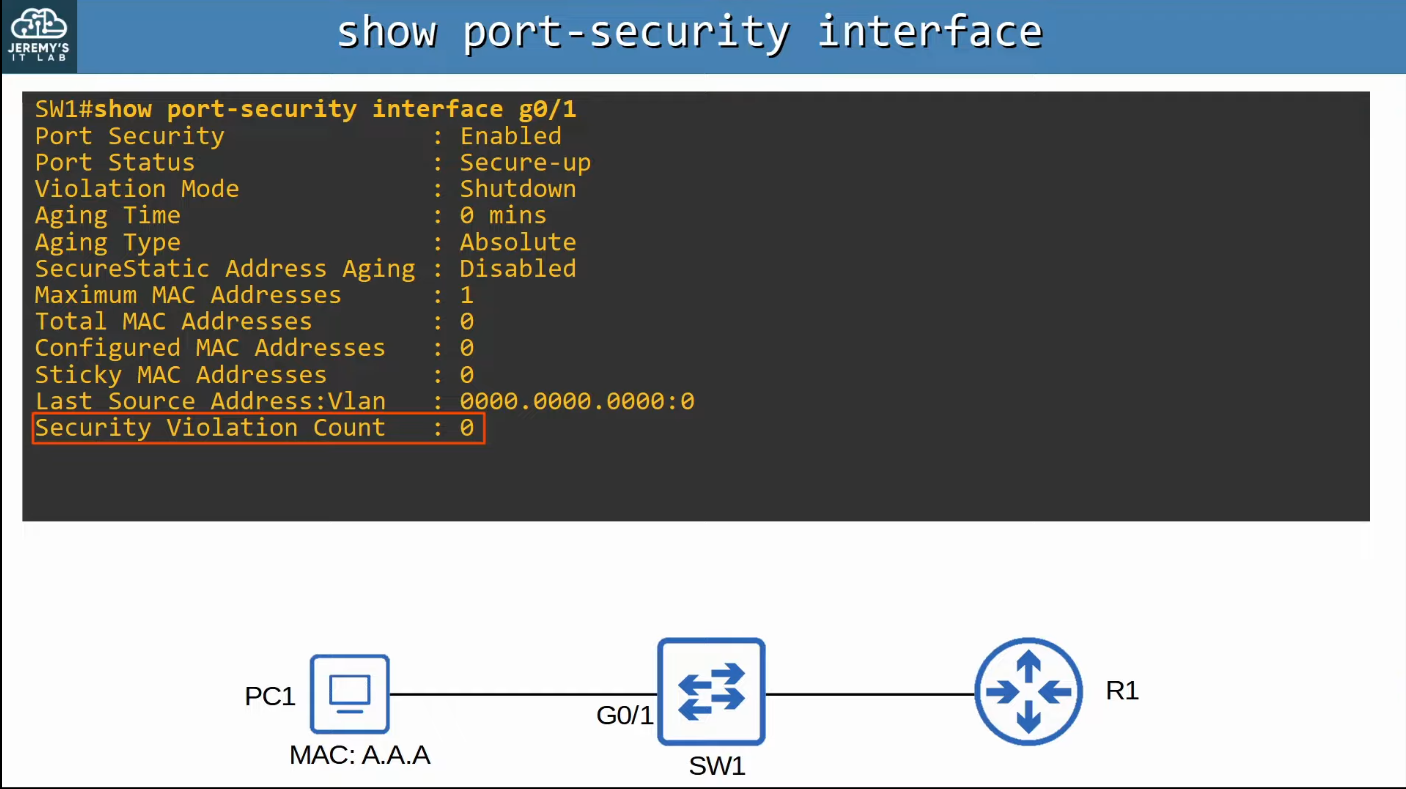 JEREMY'S
IT LAB
show port-security interface
SW1#show port-security interface g0/1
Port Security : Enabled
Port Status : Secure-up
Violation Mode : Shutdown
Aging Time : 0 mins
Aging Type : Absolute
SecureStatic Address Aging : Disabled
Maximum MAC Addresses : 1
Total MAC Addresses : 0
Configured MAC Addresses : 0
Sticky MAC Addresses : 0
Last Source Address:Vlan : 0000.0000.0000:0
Security Violation Count : 0
PC1
MAC: A.A.A
G0/1
SW1
R1